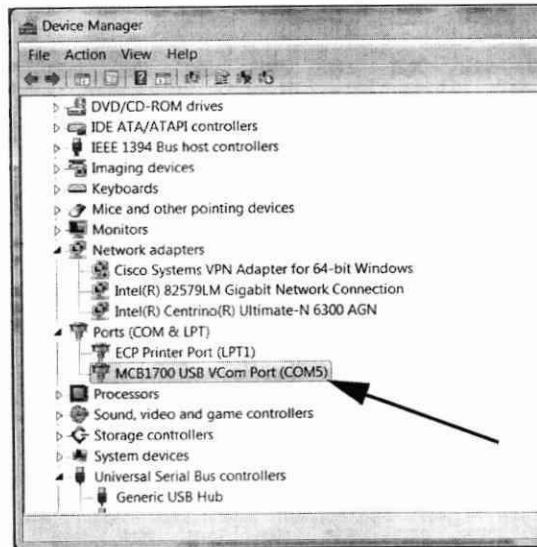 Device Manager
File Action View Help
DVD/CD-ROM drives
IDE ATA/ATAPI controllers
IEEE 1394 Bus host controllers
Imaging devices
Keyboards
Mice and other pointing devices
Monitors
Network adapters
Cisco Systems VPN Adapter for 64-bit Windows
Intel(R) 82579LM Gigabit Network Connection
Intel(R) Centrino(R) Ultimate-N 6300 AGN
Ports (COM & LPT)
ECP Printer Port (LPT1)
MCB1700 USB VCom Port (COM5)
Processors
Sound, video and game controllers
Storage controllers
System devices
Universal Serial Bus controllers
Generic USB Hub